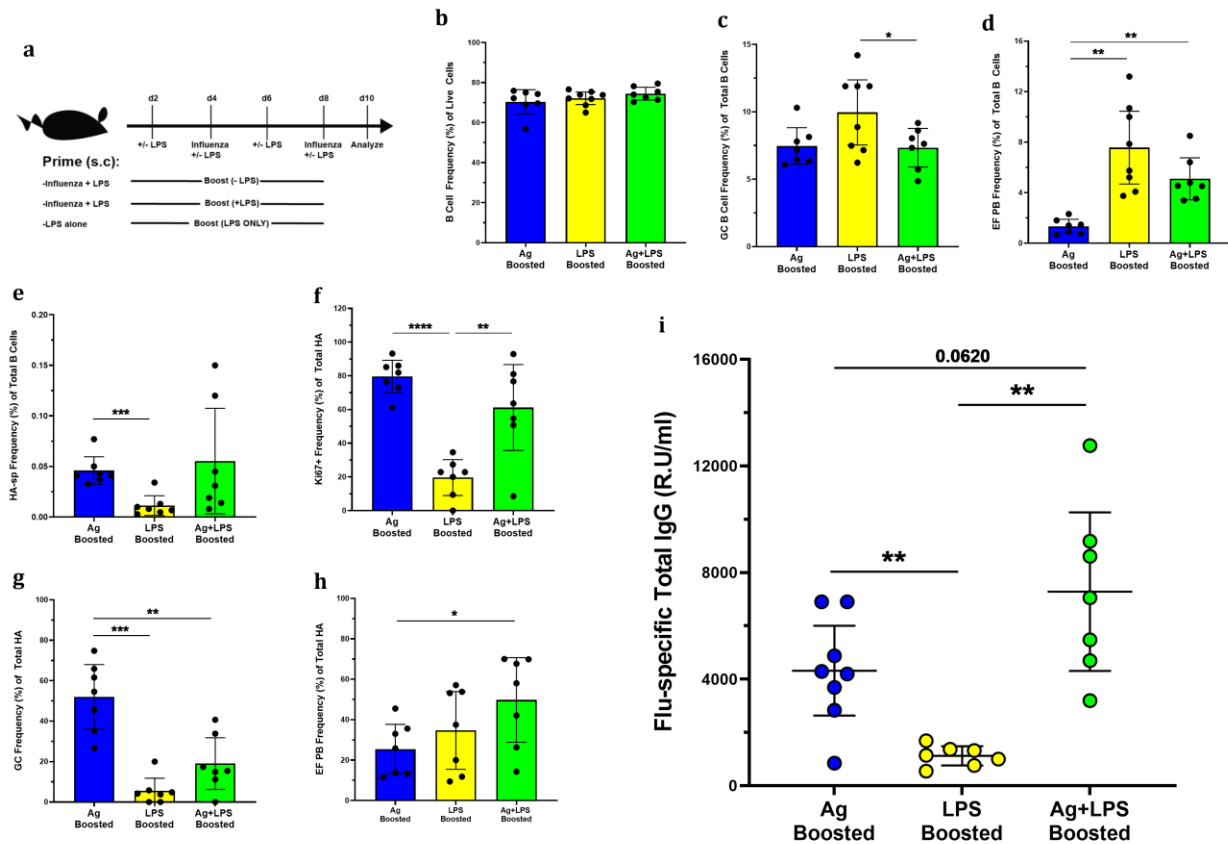 a
d2 d4 d6 d8 d10
+/- LPS Influenza +/- LPS Influenza Analyze
+/- LPS +/- LPS
Prime (s.c):
-Influenza + LPS Boost (- LPS)
-Influenza + LPS Boost (+LPS)
-LPS alone Boost (LPS ONLY)
b
B Cell Frequency (%) of Live Cells
100
80
60
40
20
0
Ag LPS Ag+LPS
Boosted Boosted Boosted
c
GC B Cell Frequency (%) of Total B Cells
*
15
10
5
0
Ag LPS Ag+LPS
Boosted Boosted Boosted
d
EF PB Frequency (%) of Total B Cells
**
**
16
12
8
4
0
Ag LPS Ag+LPS
Boosted Boosted Boosted
e
HA-sp Frequency (%) of Total B Cells
***
0.20
0.15
0.10
0.05
0.00
Ag LPS Ag+LPS
Boosted Boosted Boosted
f
Ki67+ Frequency (%) of Total HA
**** **
120
100
80
60
40
20
0
Ag LPS Ag+LPS
Boosted Boosted Boosted
g
GC Frequency (%) of Total HA
**
***
100
80
60
40
20
0
Ag LPS Ag+LPS
Boosted Boosted Boosted
h
EF PB Frequency (%) of Total HA
*
100
80
60
40
20
0
Ag LPS Ag+LPS
Boosted Boosted Boosted
i
Flu-specific Total IgG (R.U/ml)
0.0620
**
**
16000
12000
8000
4000
0
Ag LPS Ag+LPS
Boosted Boosted Boosted